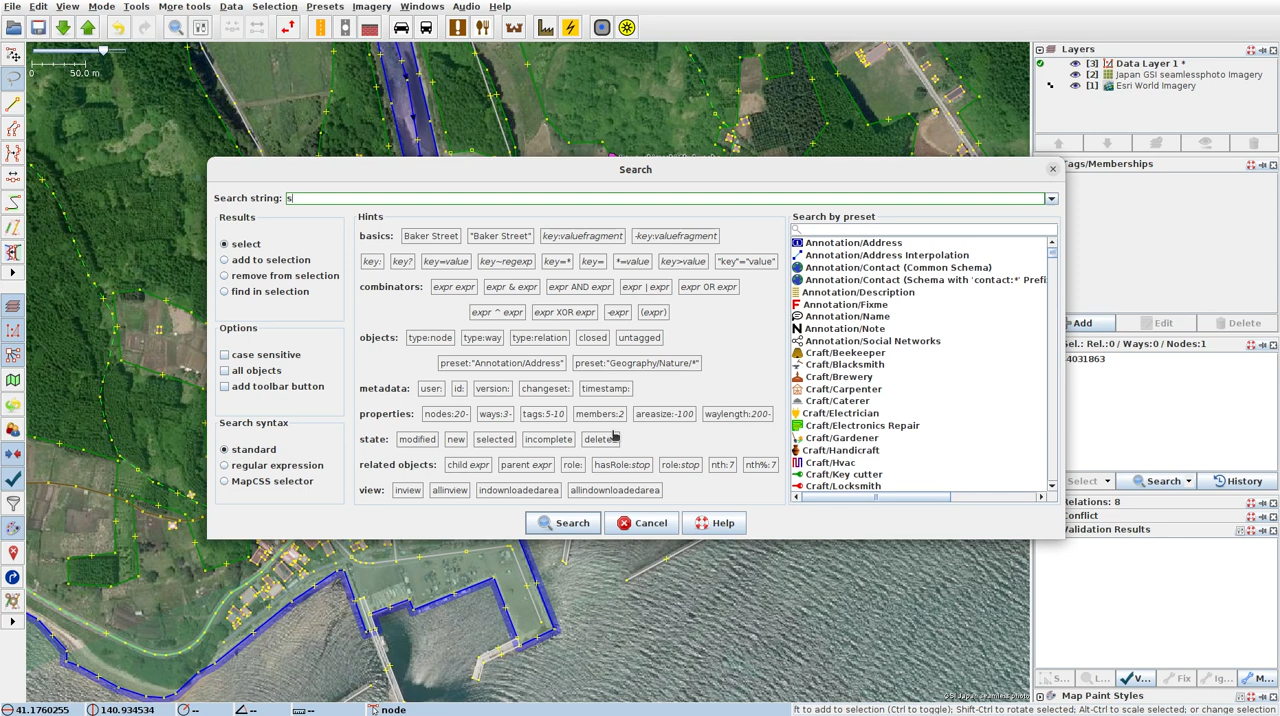 File Edit View Mode Tools More tools Data Selection Presets Imagery Windows Audio Help
0 50.0 m
Layers
[3] Data Layer 1 *
[2] Japan GSI seamlessphoto Imagery
[1] Esri World Imagery
Tags/Memberships
Add Edit Delete
Sel.: Rel.:0 / Ways:0 / Nodes:1
4031863
Select Search History
Relations: 8
Conflict
Validation Results
S... L... V... Fix Ig... M...
Map Paint Styles
Search
Search string: s
Results
select
add to selection
remove from selection
find in selection
Options
case sensitive
all objects
add toolbar button
Search syntax
standard
regular expression
MapCSS selector
Hints
basics: Baker Street "Baker Street" key:valuefragment -key:valuefragment
key: key? key=value key~regexp key=* key= *=value key>value "key"="value"
combinators: expr expr expr & expr expr AND expr expr | expr expr OR expr
expr ^ expr expr XOR expr -expr (expr)
objects: type:node type:way type:relation closed untagged
preset:"Annotation/Address" preset:"Geography/Nature/*"
metadata: user: id: version: changeset: timestamp:
properties: nodes:20- ways:3- tags:5-10 members:2 areasize:-100 waylength:200-
state: modified new selected incomplete deleted
related objects: child expr parent expr role: hasRole:stop role:stop nth:7 nth%:7
view: inview allinview indownloadedarea allindownloadedarea
Search by preset
Annotation/Address
Annotation/Address Interpolation
Annotation/Contact (Common Schema)
Annotation/Contact (Schema with 'contact:*' Prefi
Annotation/Description
Annotation/Fixme
Annotation/Name
Annotation/Note
Annotation/Social Networks
Craft/Beekeeper
Craft/Blacksmith
Craft/Brewery
Craft/Carpenter
Craft/Caterer
Craft/Electrician
Craft/Electronics Repair
Craft/Gardener
Craft/Handicraft
Craft/Hvac
Craft/Key cutter
Craft/Locksmith
Search Cancel Help
GSI Japan seamless photo
41.1760255 140.934534 -- -- -- node ft to add to selection (Ctrl to toggle); Shift-Ctrl to rotate selected; Alt-Ctrl to scale selected; or change selection